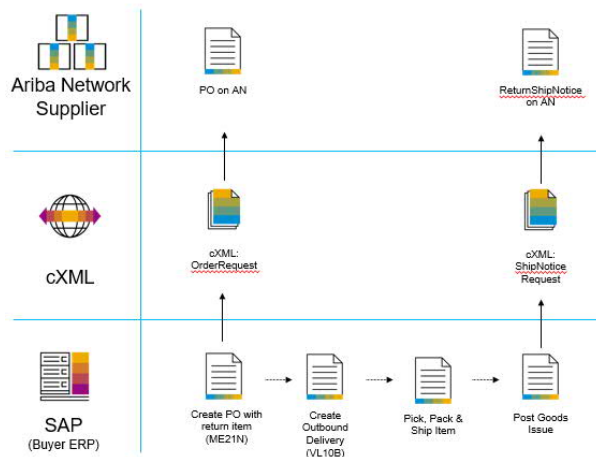 Ariba Network
Supplier
PO on AN
ReturnShipNotice
on AN
cXML
cXML:
OrderRequest
cXML:
ShipNotice
Request
SAP
(Buyer ERP)
Create PO with
return item
(ME21N)
Create
Outbound
Delivery
(VL10B)
Pick, Pack &
Ship Item
Post Goods
Issue